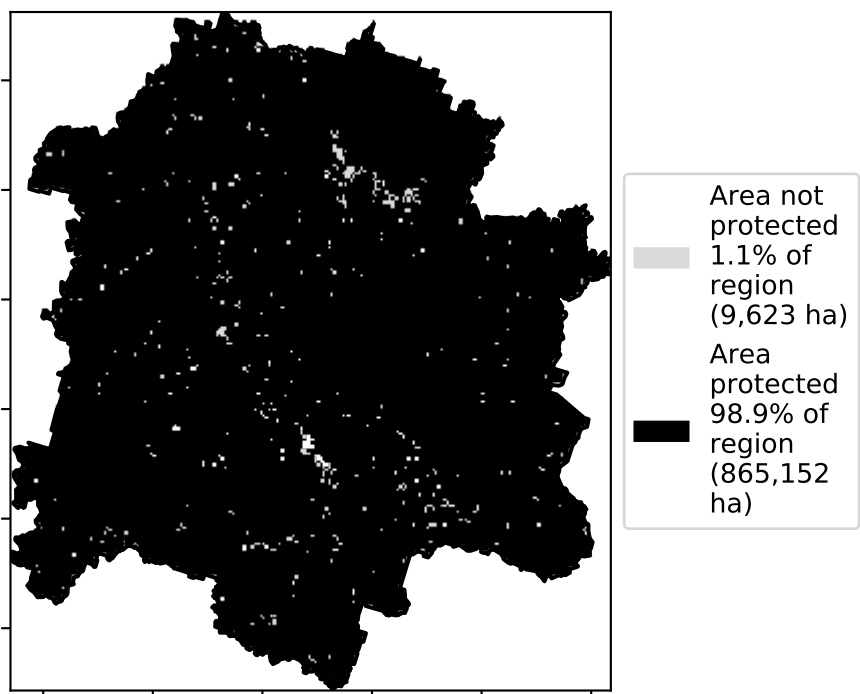 Area not
protected
1.1% of
region
(9,623 ha)
Area
protected
98.9% of
region
(865,152
ha)